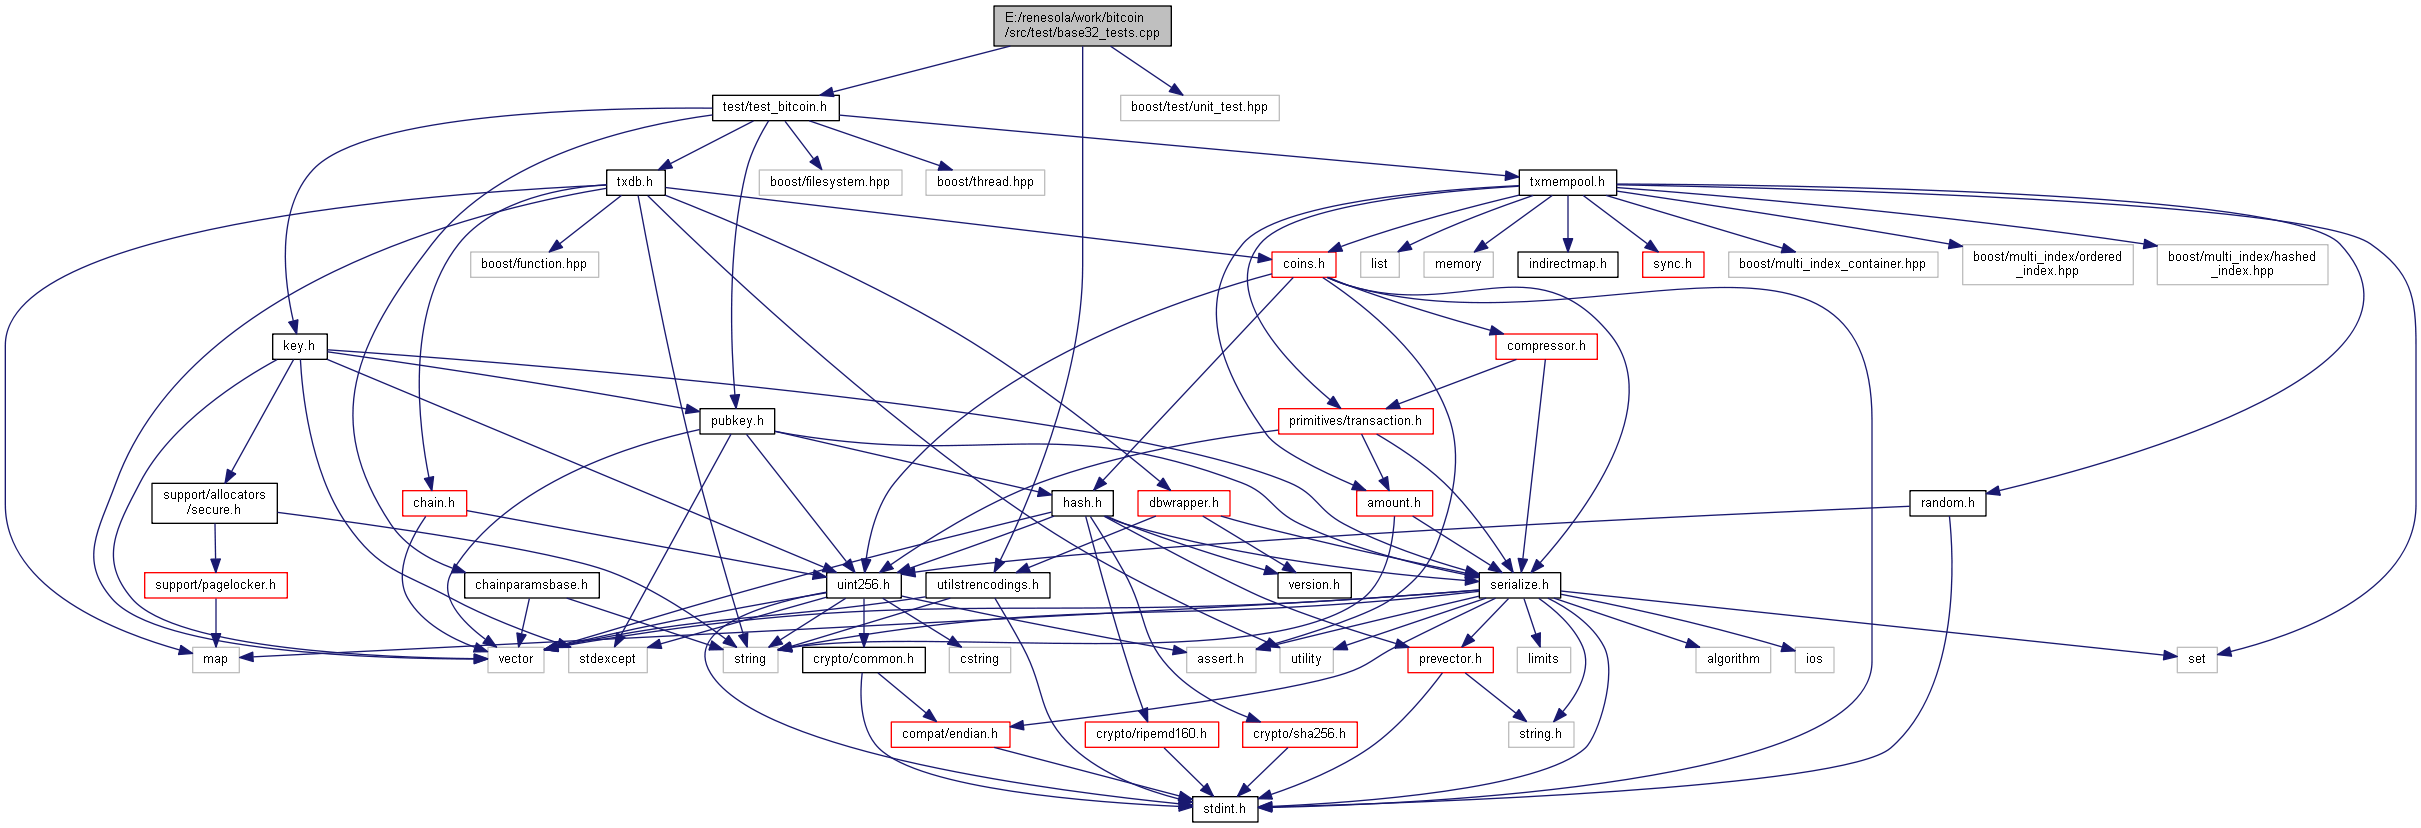 E:/renesola/work/bitcoin
/src/test/base32_tests.cpp
test/test_bitcoin.h
boost/test/unit_test.hpp
txdb.h
boost/filesystem.hpp
boost/thread.hpp
txmempool.h
boost/function.hpp
coins.h
list
memory
indirectmap.h
sync.h
boost/multi_index_container.hpp
boost/multi_index/ordered
_index.hpp
boost/multi_index/hashed
_index.hpp
key.h
compressor.h
pubkey.h
primitives/transaction.h
support/allocators
/secure.h
chain.h
hash.h
dbwrapper.h
amount.h
random.h
support/pagelocker.h
chainparamsbase.h
uint256.h
utilstrencodings.h
version.h
serialize.h
map
vector
stdexcept
string
crypto/common.h
cstring
assert.h
utility
prevector.h
limits
algorithm
ios
set
compat/endian.h
crypto/ripemd160.h
crypto/sha256.h
string.h
stdint.h